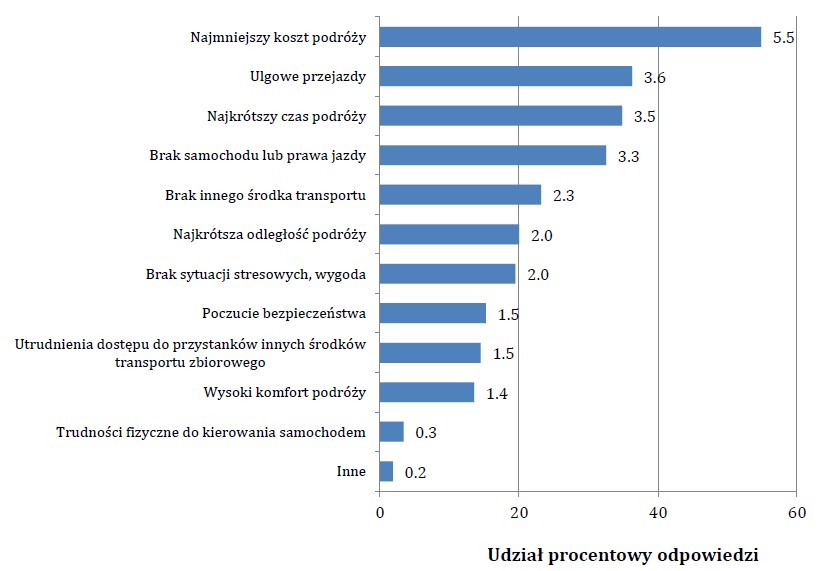 Najmniejszy koszt podróży 5.5
Ulgowe przejazdy 3.6
Najkrótszy czas podróży 3.5
Brak samochodu lub prawa jazdy 3.3
Brak innego środka transportu 2.3
Najkrótsza odległość podróży 2.0
Brak sytuacji stresowych, wygoda 2.0
Poczucie bezpieczeństwa 1.5
Utrudnienia dostępu do przystanków innych środków
transportu zbiorowego 1.5
Wysoki komfort podróży 1.4
Trudności fizyczne do kierowania samochodem 0.3
Inne 0.2
0 20 40 60
Udział procentowy odpowiedzi